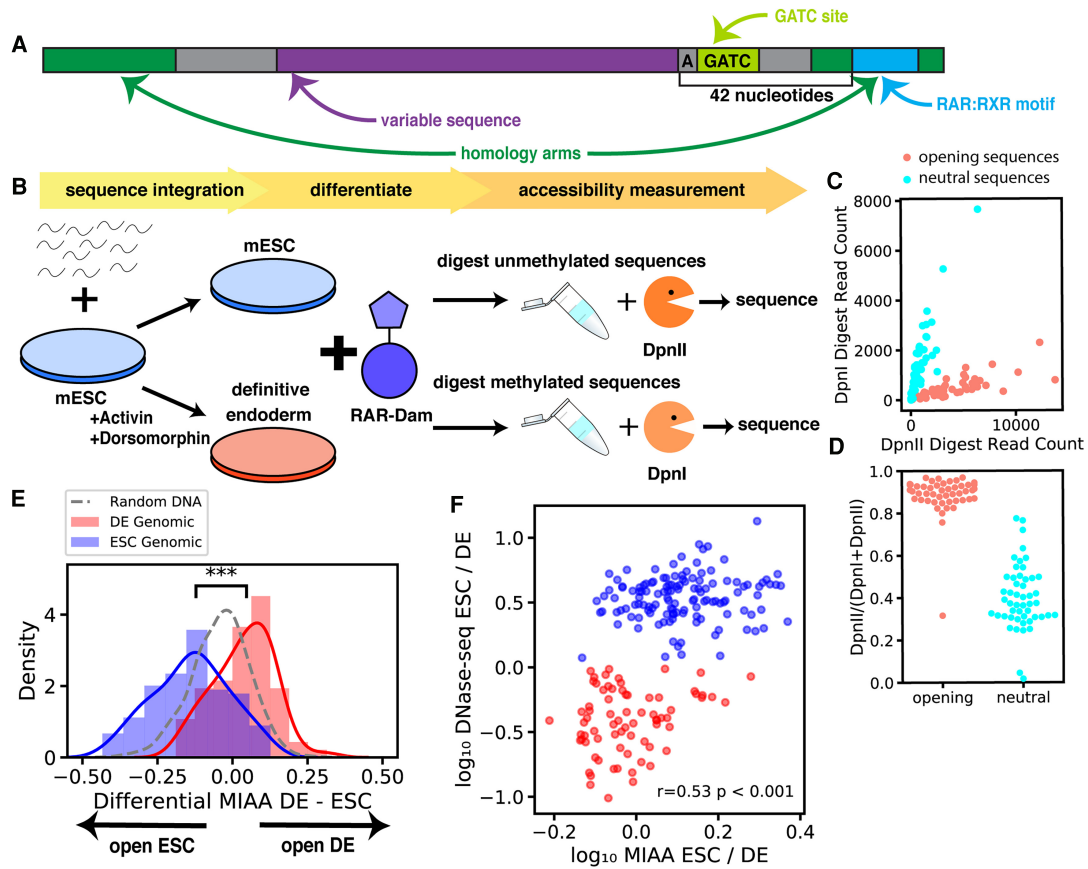 GATC site
A
A
GATC
42 nucleotides
RAR:RXR motif
variable sequence
homology arms
B
sequence integration
differentiate
accessibility measurement
mESC
mESC
+Activin
+Dorsomorphin
definitive
endoderm
RAR-Dam
digest unmethylated sequences
sequence
DpnII
digest methylated sequences
sequence
DpnI
opening sequences
neutral sequences
C
DpnI Digest Read Count
8000
6000
4000
2000
0
0
10000
DpnII Digest Read Count
D
DpnII/(DpnI+DpnII)
1.0
0.8
0.6
0.4
0.2
0.0
opening
neutral
E
Random DNA
DE Genomic
ESC Genomic
***
Density
4
2
0
−0.50
−0.25
0.00
0.25
0.50
Differential MIAA DE - ESC
open ESC
open DE
F
log₁₀ DNase-seq ESC / DE
1.0
0.5
0.0
−0.5
−1.0
r=0.53 p < 0.001
−0.2
0.0
0.2
0.4
log₁₀ MIAA ESC / DE